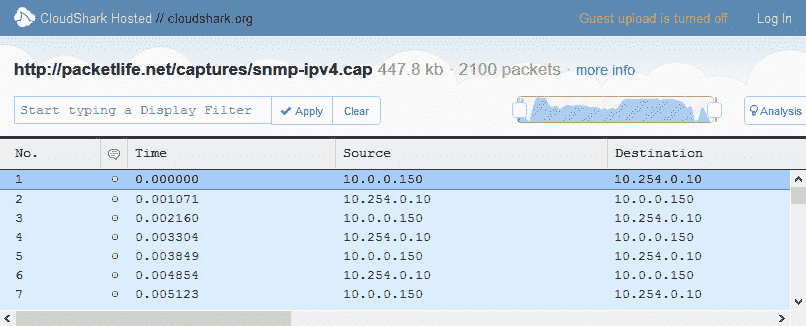 CloudShark Hosted // cloudshark.org Guest upload is turned off Log In
http://packetlife.net/captures/snmp-ipv4.cap 447.8 kb · 2100 packets · more info
Start typing a Display Filter Apply Clear Analysis
No. Time Source Destination
1 0.000000 10.0.0.150 10.254.0.10
2 0.001071 10.254.0.10 10.0.0.150
3 0.002160 10.0.0.150 10.254.0.10
4 0.003304 10.254.0.10 10.0.0.150
5 0.003849 10.0.0.150 10.254.0.10
6 0.004854 10.254.0.10 10.0.0.150
7 0.005123 10.0.0.150 10.254.0.10